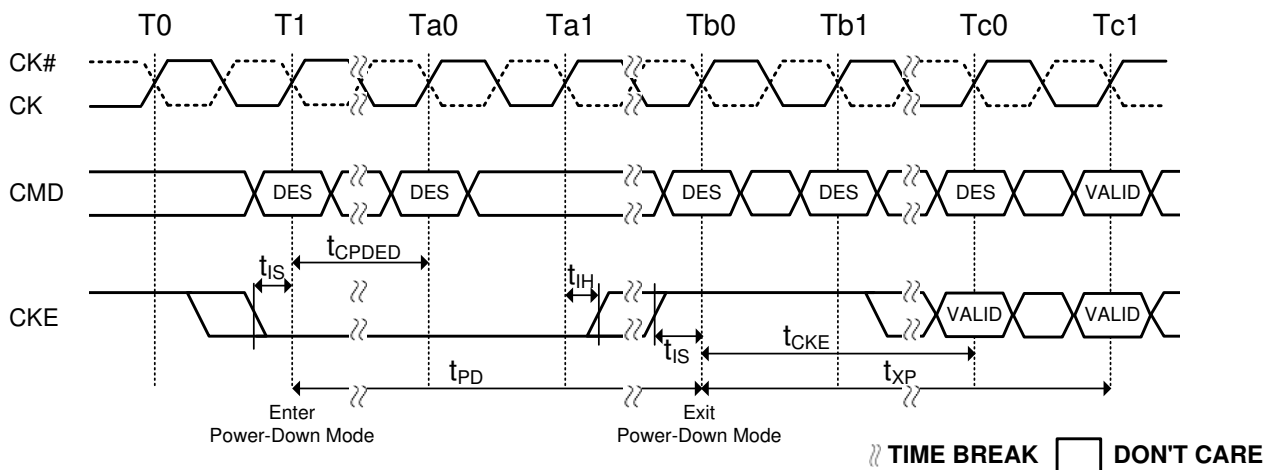 T0 T1 Ta0 Ta1 Tb0 Tb1 Tc0 Tc1
CK#
CK
CMD DES DES DES DES DES VALID
tCPDED
tIS tIH
CKE VALID VALID
tIS tCKE
tPD tXP
Enter
Power-Down Mode
Exit
Power-Down Mode
TIME BREAK DON'T CARE